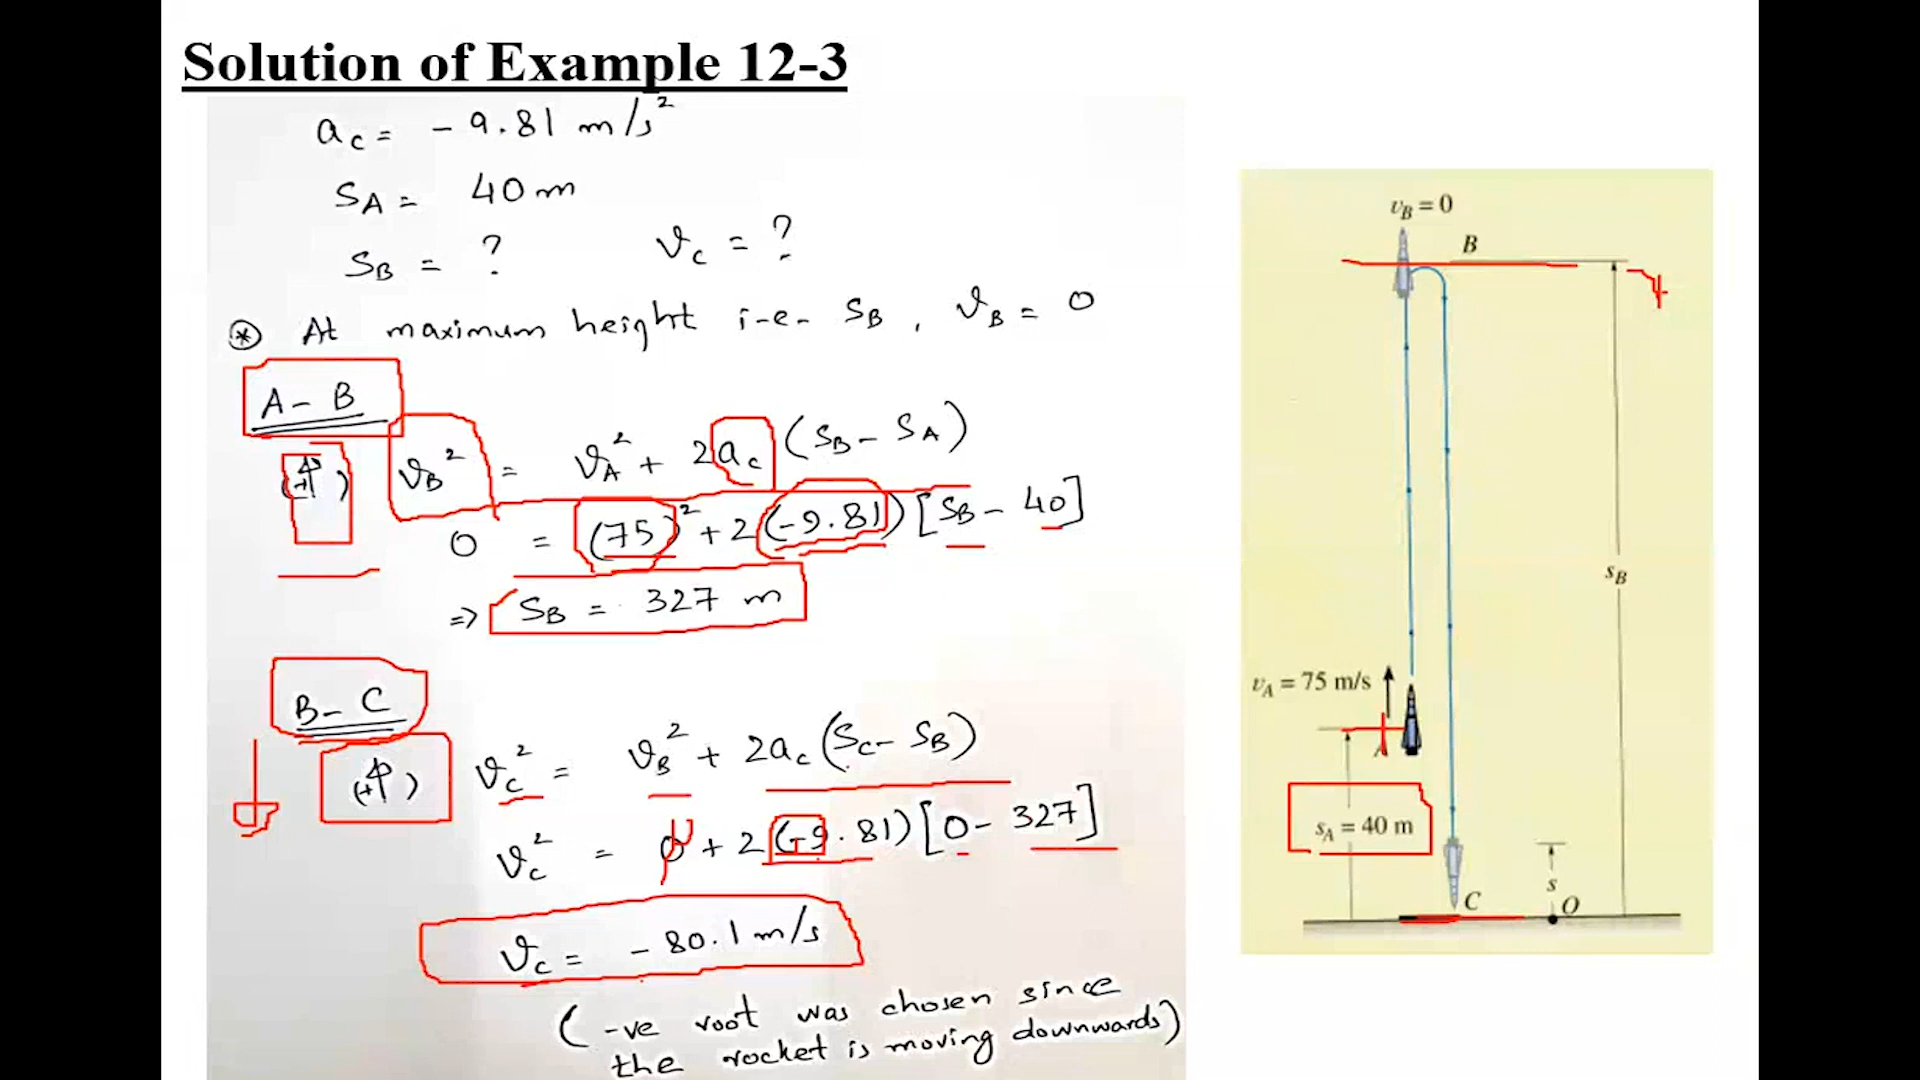 Solution of Example 12-3
a_c = - 9.81 m/s²
S_A = 40 m
S_B = ?    v_C = ?
⊛ At maximum height i-e- S_B , v_B = 0
A - B
(+↑) v_B² = v_A² + 2a_c (S_B - S_A)
0 = (75)² + 2(-9.81) [S_B - 40]
=> S_B = 327 m
B - C
(+↑) v_C² = v_B² + 2a_c (S_C - S_B)
v_C² = 0 + 2(-9.81) [0 - 327]
v_C = - 80.1 m/s
( -ve root was chosen since
the rocket is moving downwards)
v_B = 0
B
s_B
v_A = 75 m/s
A
s_A = 40 m
s
C
O